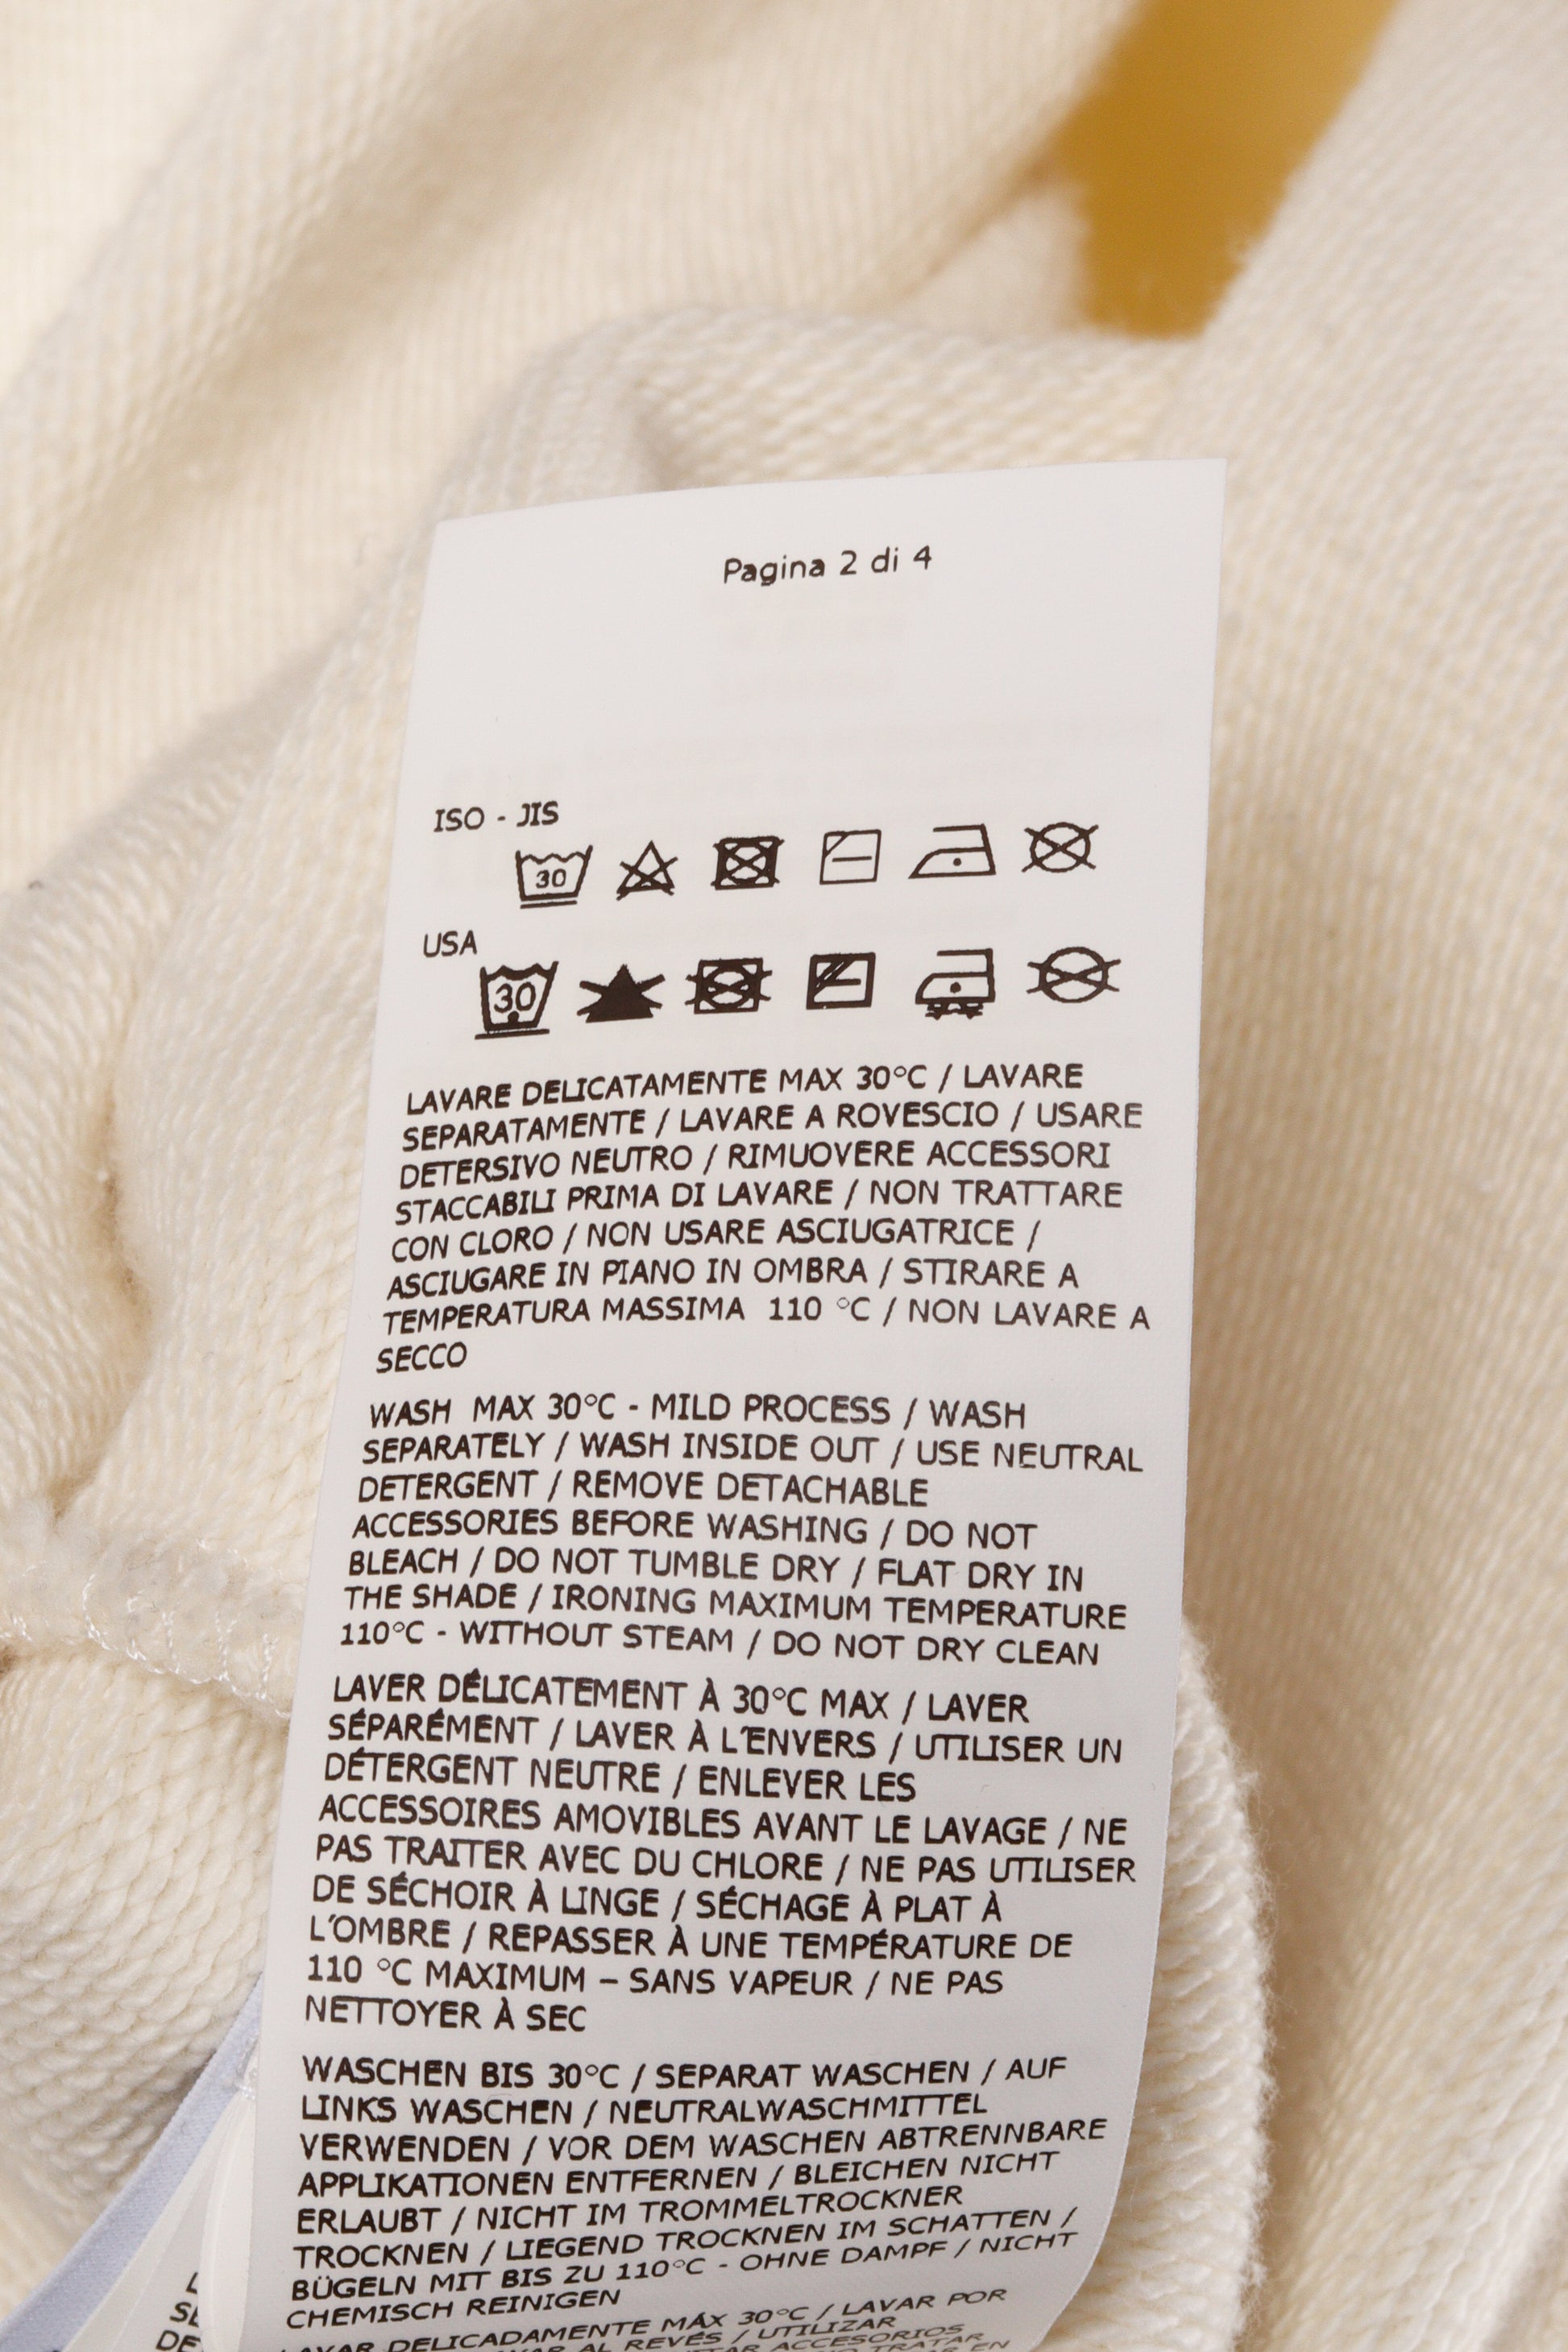 Pagina 2 di 4
ISO - JIS
30
USA
30
LAVARE DELICATAMENTE MAX 30°C / LAVARE
SEPARATAMENTE / LAVARE A ROVESCIO / USARE
DETERSIVO NEUTRO / RIMUOVERE ACCESSORI
STACCABILI PRIMA DI LAVARE / NON TRATTARE
CON CLORO / NON USARE ASCIUGATRICE /
ASCIUGARE IN PIANO IN OMBRA / STIRARE A
TEMPERATURA MASSIMA 110 °C / NON LAVARE A
SECCO
WASH MAX 30°C - MILD PROCESS / WASH
SEPARATELY / WASH INSIDE OUT / USE NEUTRAL
DETERGENT / REMOVE DETACHABLE
ACCESSORIES BEFORE WASHING / DO NOT
BLEACH / DO NOT TUMBLE DRY / FLAT DRY IN
THE SHADE / IRONING MAXIMUM TEMPERATURE
110°C - WITHOUT STEAM / DO NOT DRY CLEAN
LAVER DÉLICATEMENT À 30°C MAX / LAVER
SÉPARÉMENT / LAVER À L'ENVERS / UTILISER UN
DÉTERGENT NEUTRE / ENLEVER LES
ACCESSOIRES AMOVIBLES AVANT LE LAVAGE / NE
PAS TRAITER AVEC DU CHLORE / NE PAS UTILISER
DE SÉCHOIR À LINGE / SÉCHAGE À PLAT À
L'OMBRE / REPASSER À UNE TEMPÉRATURE DE
110 °C MAXIMUM – SANS VAPEUR / NE PAS
NETTOYER À SEC
WASCHEN BIS 30°C / SEPARAT WASCHEN / AUF
LINKS WASCHEN / NEUTRALWASCHMITTEL
VERWENDEN / VOR DEM WASCHEN ABTRENNBARE
APPLIKATIONEN ENTFERNEN / BLEICHEN NICHT
ERLAUBT / NICHT IM TROMMELTROCKNER
TROCKNEN / LIEGEND TROCKNEN IM SCHATTEN /
BÜGELN MIT BIS ZU 110°C - OHNE DAMPF / NICHT
CHEMISCH REINIGEN
LAVAR DELICADAMENTE MÁX 30°C / LAVAR POR
AL REVÉS / UTILIZAR
ACCESORIOS
TRATAR EN